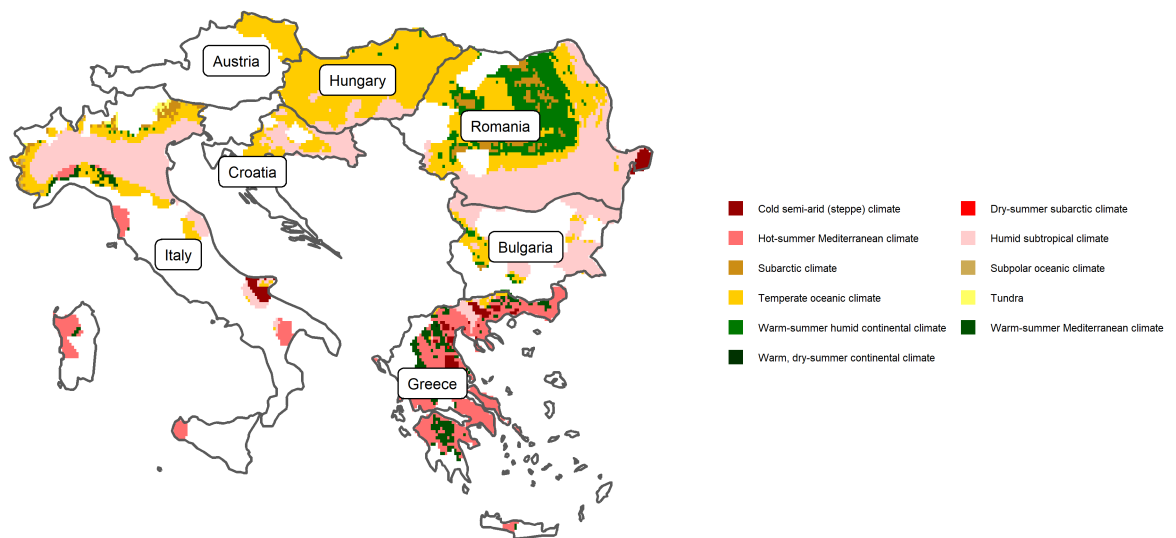 Austria
Hungary
Romania
Croatia
Bulgaria
Italy
Greece
Cold semi-arid (steppe) climate
Hot-summer Mediterranean climate
Subarctic climate
Temperate oceanic climate
Warm-summer humid continental climate
Warm, dry-summer continental climate
Dry-summer subarctic climate
Humid subtropical climate
Subpolar oceanic climate
Tundra
Warm-summer Mediterranean climate